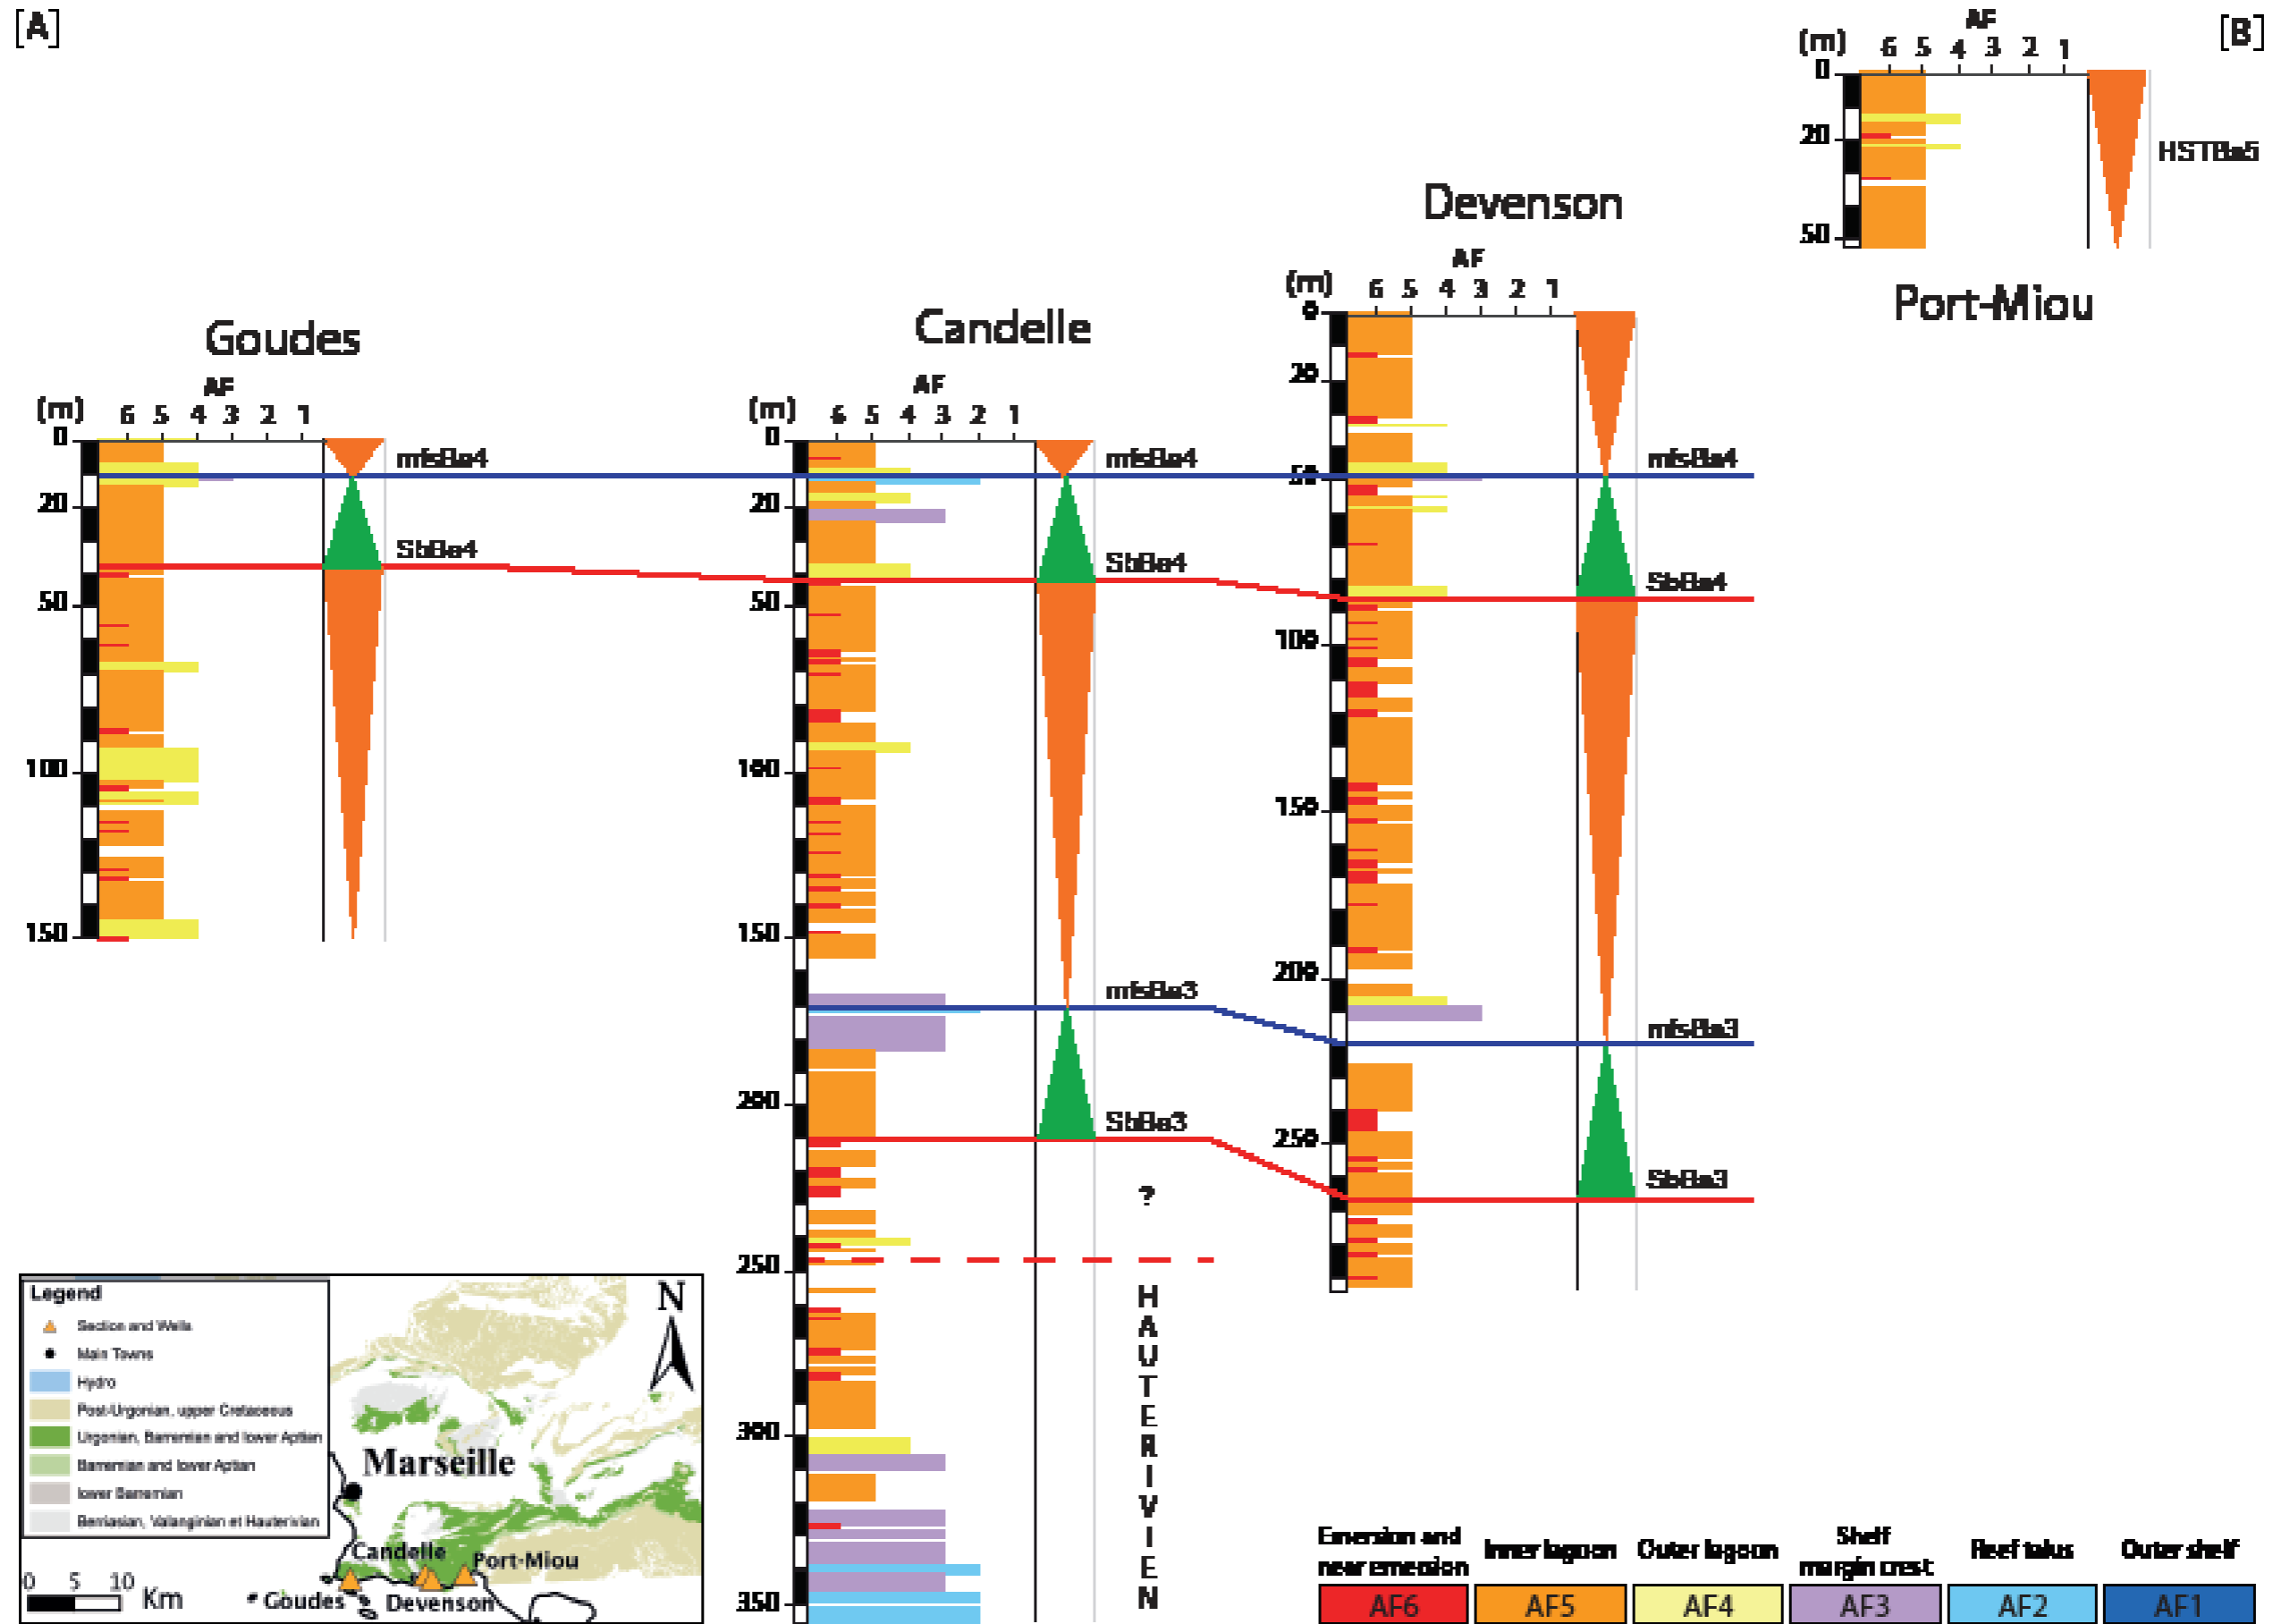 [A]
[B]
AF
(m)
6 5 4 3 2 1
0
20
50
HSTBa5
Port-Miou
Devenson
AF
(m)
6 5 4 3 2 1
0
20
50
100
150
200
250
mfsBa4
SbBa4
mfsBa3
SbBa3
Goudes
AF
(m)
6 5 4 3 2 1
0
20
50
100
150
mfsBa4
SbBa4
Candelle
AF
(m)
6 5 4 3 2 1
0
20
50
100
150
200
250
300
350
mfsBa4
SbBa4
mfsBa3
SbBa3
?
HAUTERIVIEN
Legend
Section and Wells
Main Towns
Hydro
Post-Urgonian, upper Cretaceous
Urgonian, Barremian and lower Aptian
Barremian and lower Aptian
lower Barremian
Berriasian, Valanginian et Hauterivian
N
Marseille
Candelle
Port-Miou
Goudes
Devenson
0 5 10
Km
Emersion and
near emersion
Inner lagoon
Outer lagoon
Shelf
margin crest
Reef talus
Outer shelf
AF6
AF5
AF4
AF3
AF2
AF1